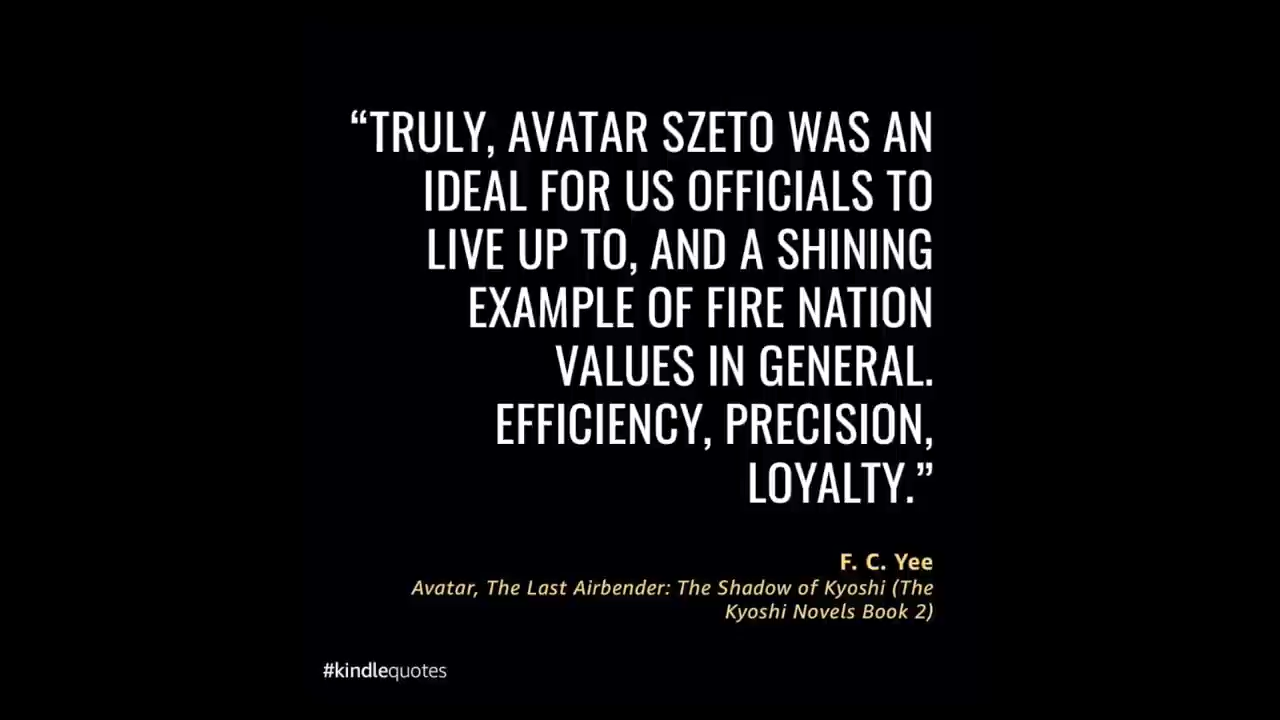 “TRULY, AVATAR SZETO WAS AN
IDEAL FOR US OFFICIALS TO
LIVE UP TO, AND A SHINING
EXAMPLE OF FIRE NATION
VALUES IN GENERAL.
EFFICIENCY, PRECISION,
LOYALTY.”
F. C. Yee
Avatar, The Last Airbender: The Shadow of Kyoshi (The
Kyoshi Novels Book 2)
#kindlequotes